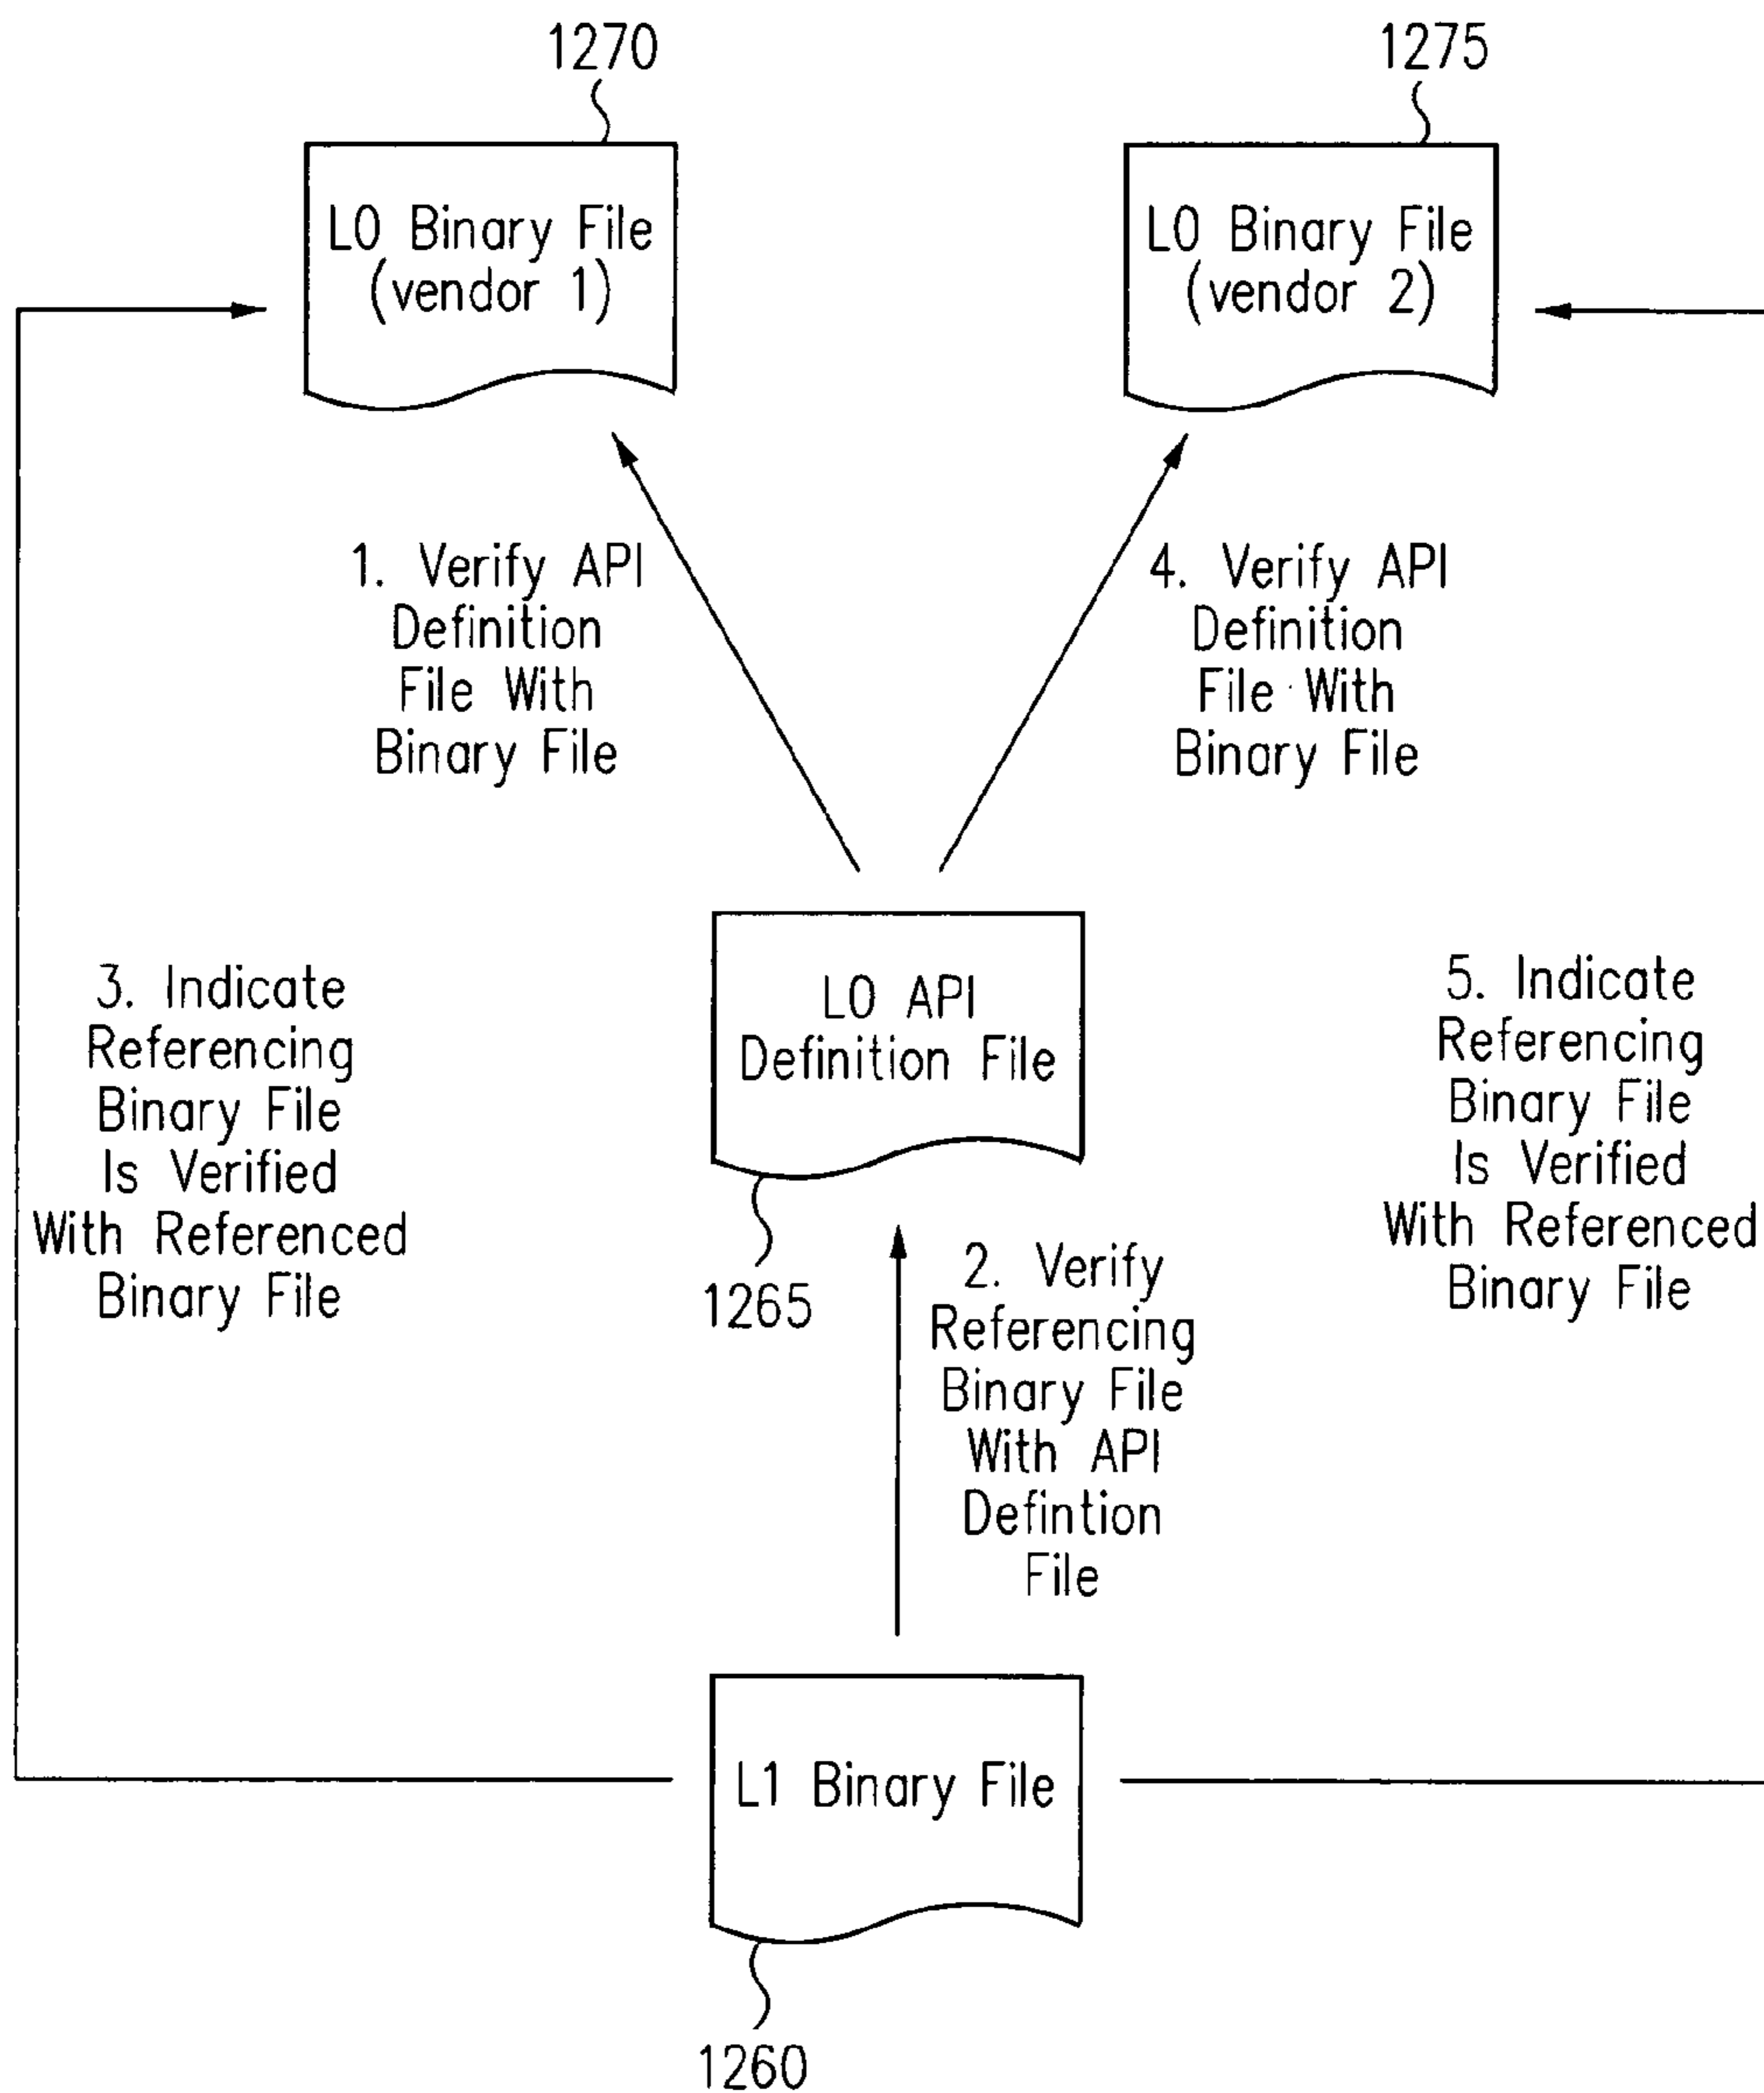 1270
1275
L0 Binary File
(vendor 1)
L0 Binary File
(vendor 2)
1. Verify API
Definition
File With
Binary File
4. Verify API
Definition
File With
Binary File
L0 API
Definition File
1265
3. Indicate
Referencing
Binary File
Is Verified
With Referenced
Binary File
5. Indicate
Referencing
Binary File
Is Verified
With Referenced
Binary File
2. Verify
Referencing
Binary File
With API
Defintion
File
L1 Binary File
1260